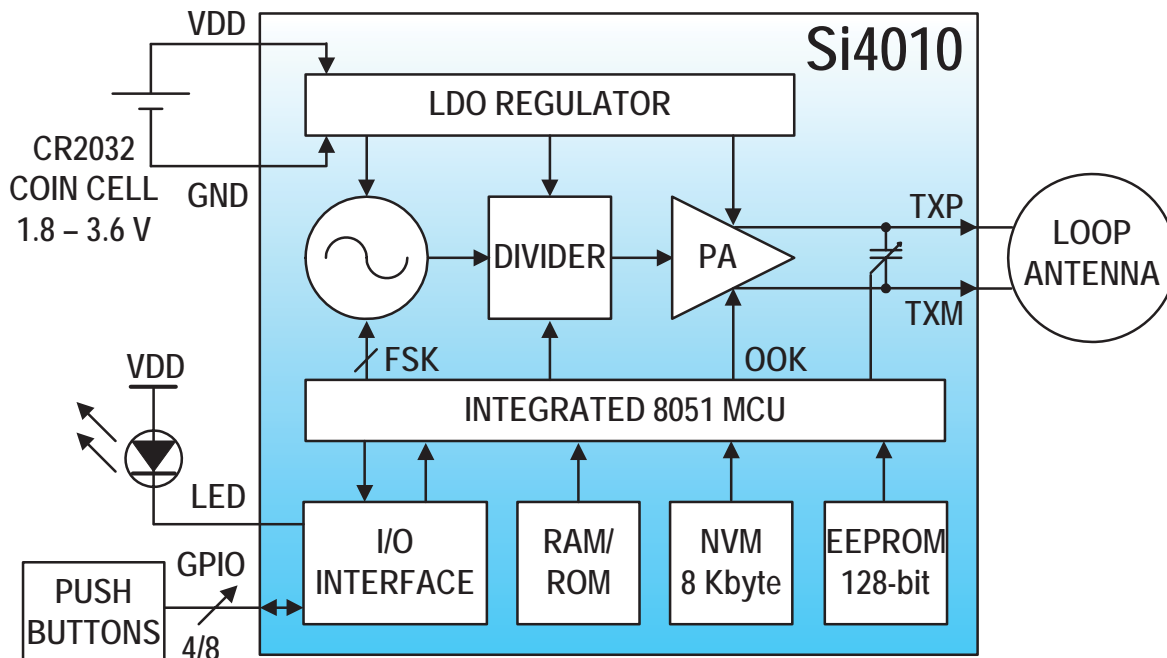 VDD
Si4010
LDO REGULATOR
CR2032
COIN CELL
1.8 – 3.6 V
GND
TXP
DIVIDER
PA
LOOP
ANTENNA
TXM
FSK
OOK
VDD
INTEGRATED 8051 MCU
LED
I/O
INTERFACE
RAM/
ROM
NVM
8 Kbyte
EEPROM
128-bit
GPIO
PUSH
BUTTONS
4/8